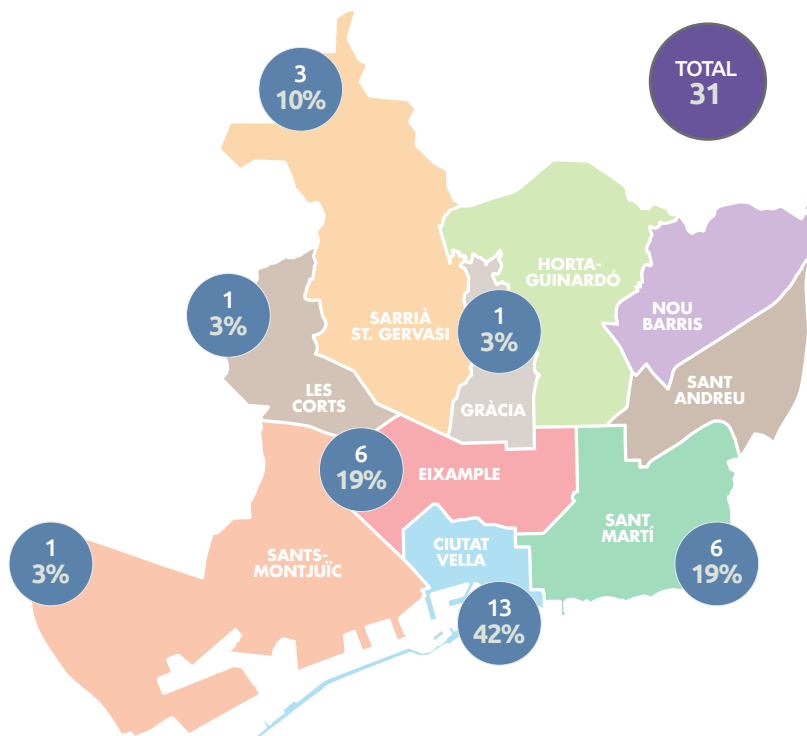 3
10%
TOTAL
31
HORTA-
GUINARDÓ
1
3%
SARRIÀ
ST. GERVASI
1
3%
NOU
BARRIS
LES
CORTS
GRÀCIA
SANT
ANDREU
6
19%
EIXAMPLE
SANT
MARTÍ
1
3%
SANTS-
MONTJUÏC
CIUTAT
VELLA
6
19%
13
42%